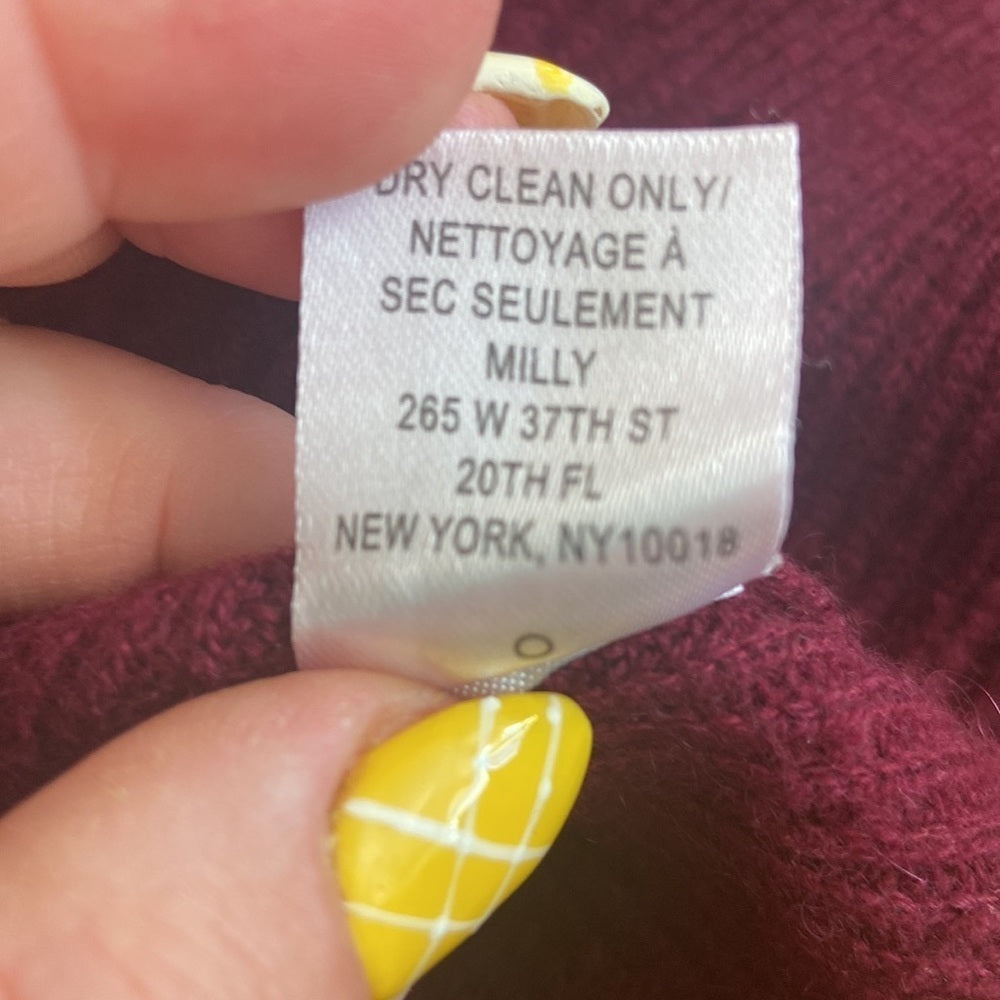 DRY CLEAN ONLY/
NETTOYAGE À
SEC SEULEMENT
MILLY
265 W 37TH ST
20TH FL
NEW YORK, NY10018
O